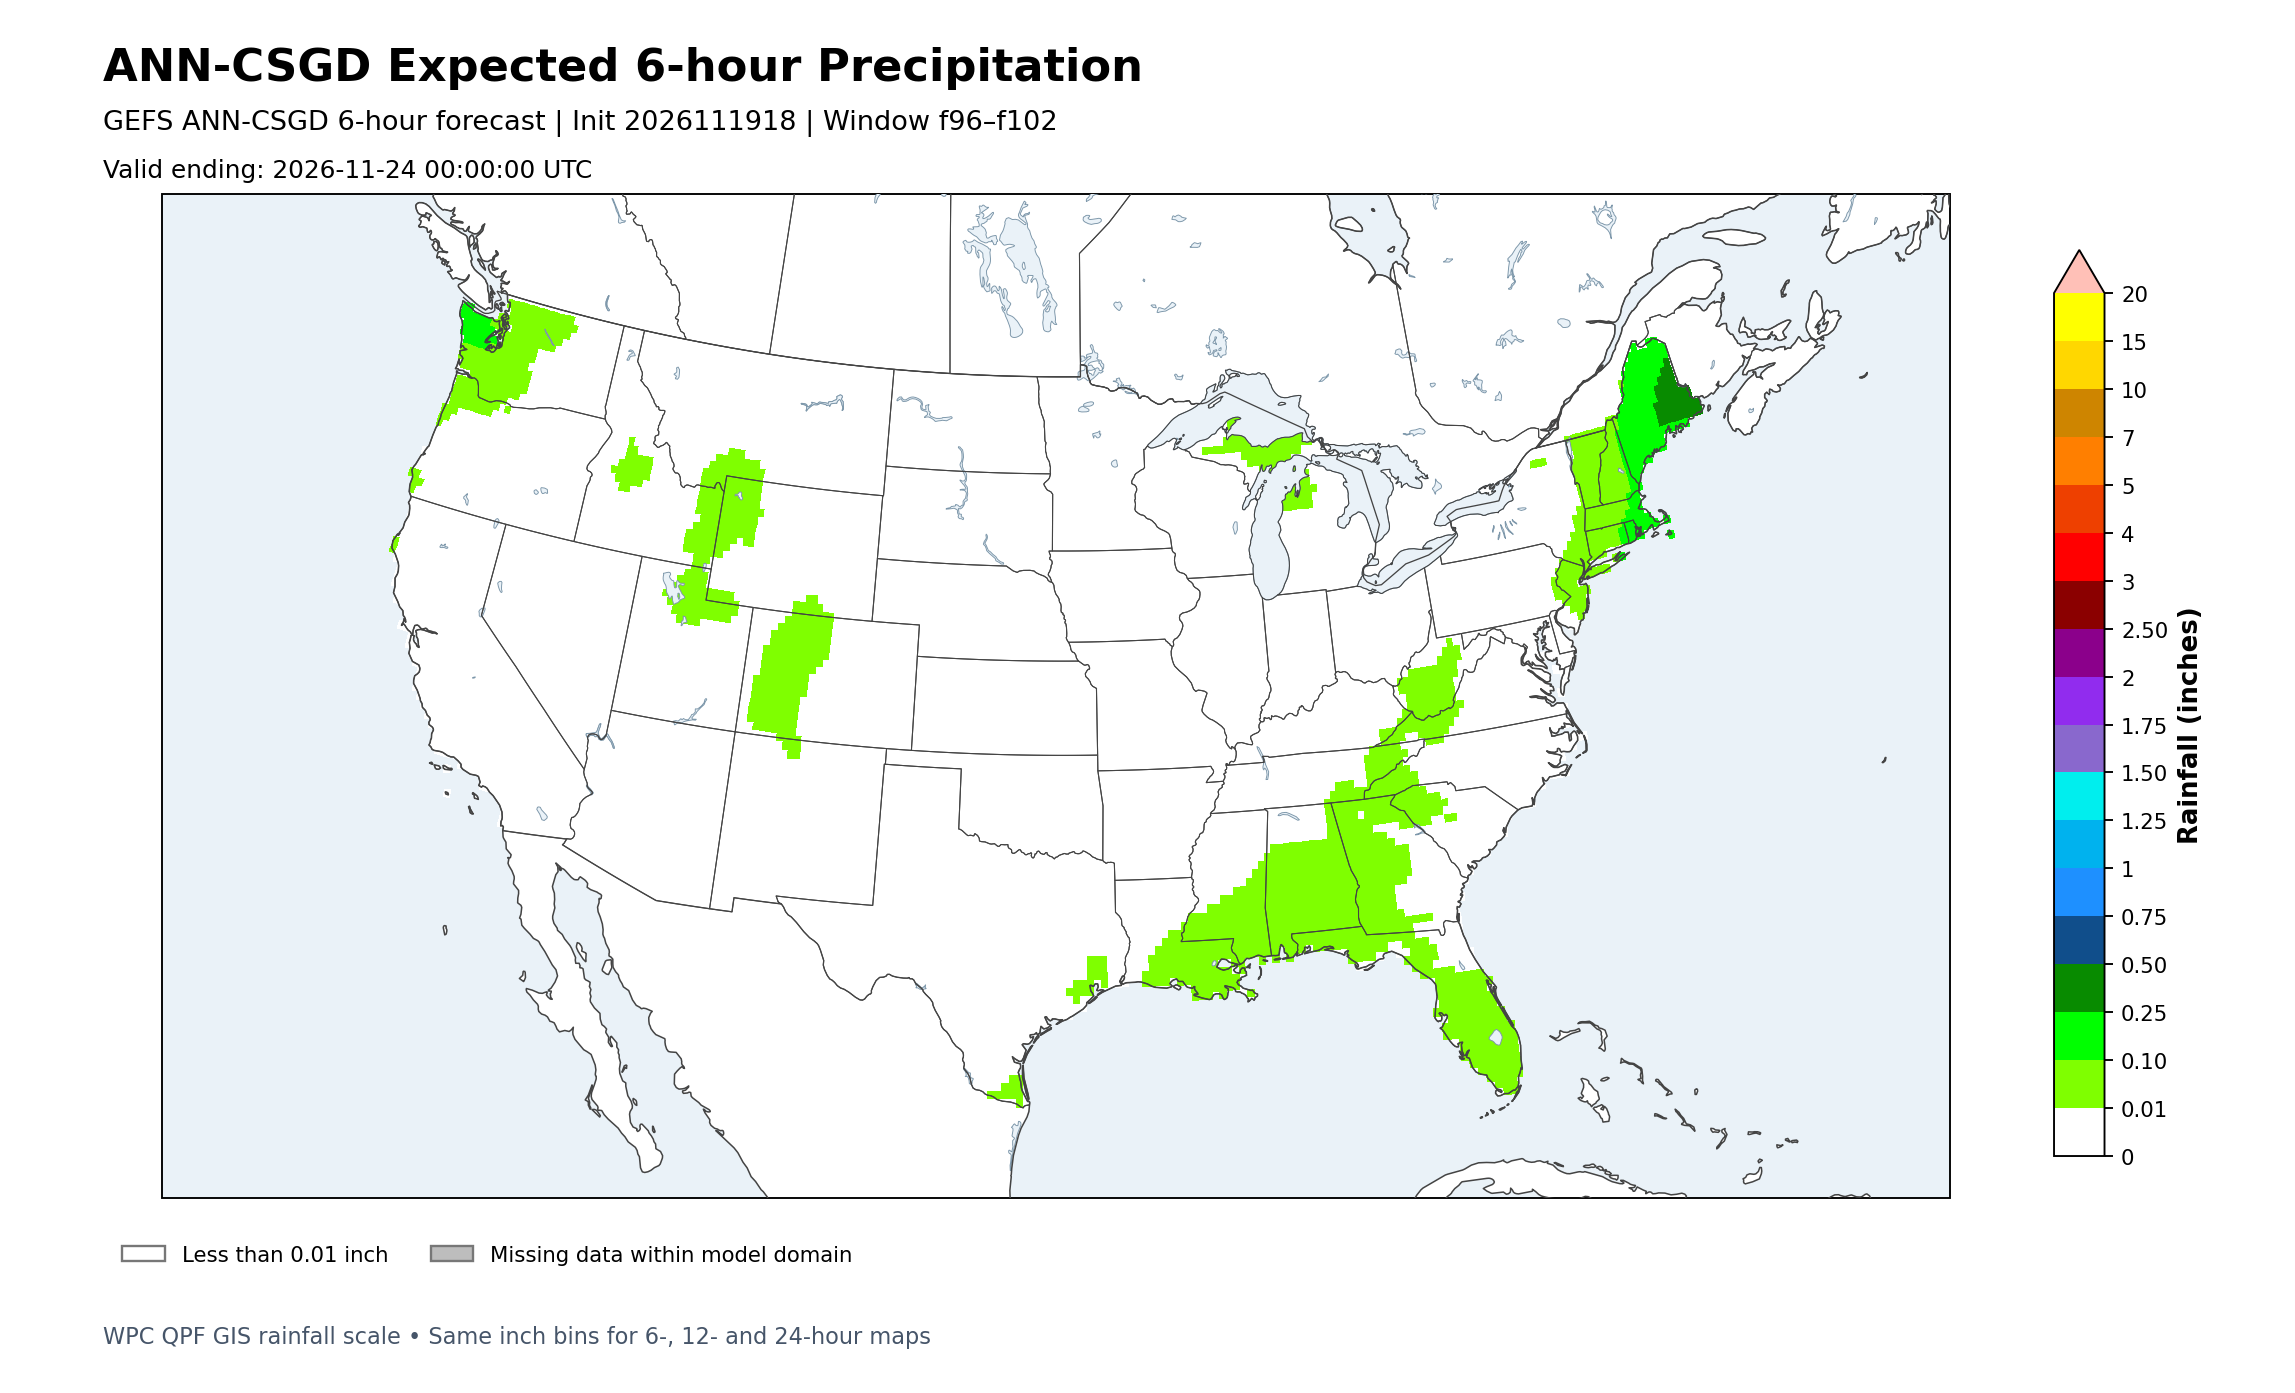 ANN-CSGD Expected 6-hour Precipitation
GEFS ANN-CSGD 6-hour forecast | Init 2026111918 | Window f96–f102
Valid ending: 2026-11-24 00:00:00 UTC
20
15
10
7
5
4
3
2.50
2
1.75
1.50
1.25
1
0.75
0.50
0.25
0.10
0.01
0
Rainfall (inches)
Less than 0.01 inch
Missing data within model domain
WPC QPF GIS rainfall scale • Same inch bins for 6-, 12- and 24-hour maps